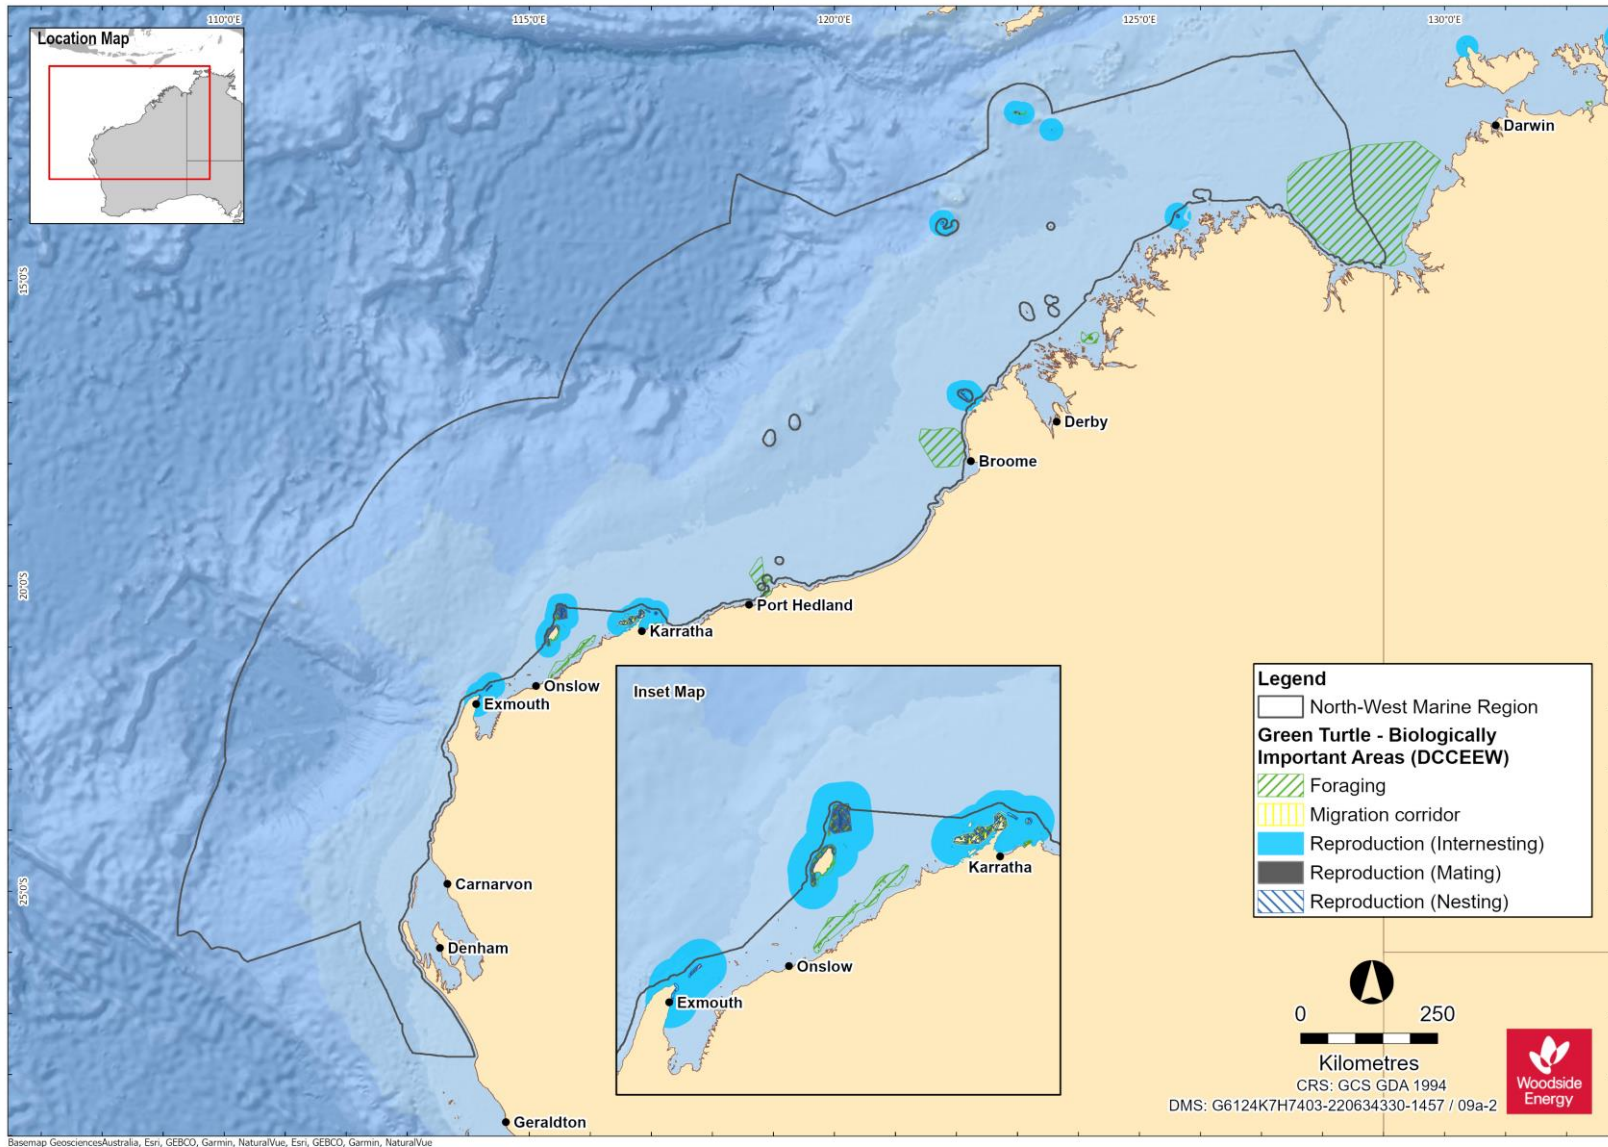 110°0'E
115°0'E
120°0'E
125°0'E
130°0'E
Location Map
Darwin
15°0'S
Derby
Broome
20°0'S
Port Hedland
Karratha
Onslow
Exmouth
Inset Map
Karratha
Onslow
Exmouth
25°0'S
Carnarvon
Denham
Geraldton
Legend
North-West Marine Region
Green Turtle - Biologically
Important Areas (DCCEEW)
Foraging
Migration corridor
Reproduction (Internesting)
Reproduction (Mating)
Reproduction (Nesting)
0 250
Kilometres
CRS: GCS GDA 1994
DMS: G6124K7H7403-220634330-1457 / 09a-2
Woodside
Energy
Basemap GeosciencesAustralia, Esri, GEBCO, Garmin, NaturalVue, Esri, GEBCO, Garmin, NaturalVue